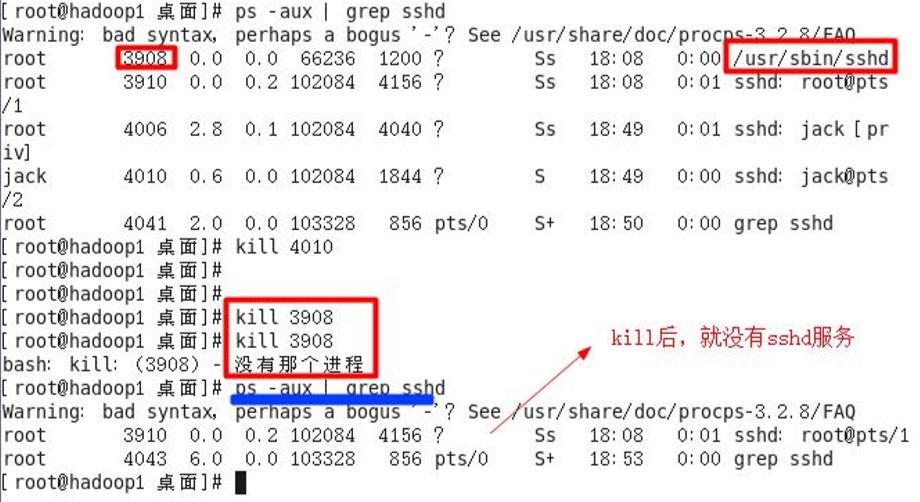 [root@hadoop1 桌面]# ps -aux | grep sshd
Warning: bad syntax, perhaps a bogus '-'? See /usr/share/doc/procps-3.2.8/FAQ
root 3908 0.0 0.0 66236 1200 ? Ss 18:08 0:00 /usr/sbin/sshd
root 3910 0.0 0.2 102084 4156 ? Ss 18:08 0:01 sshd: root@pts
/1
root 4006 2.8 0.1 102084 4040 ? Ss 18:49 0:01 sshd: jack [pr
iv]
jack 4010 0.6 0.0 102084 1844 ? S 18:49 0:00 sshd: jack@pts
/2
root 4041 2.0 0.0 103328 856 pts/0 S+ 18:50 0:00 grep sshd
[root@hadoop1 桌面]# kill 4010
[root@hadoop1 桌面]#
[root@hadoop1 桌面]#
[root@hadoop1 桌面]# kill 3908
[root@hadoop1 桌面]# kill 3908
bash: kill: (3908) - 没有那个进程
kill后，就没有sshd服务
[root@hadoop1 桌面]# ps -aux | grep sshd
Warning: bad syntax, perhaps a bogus '-'? See /usr/share/doc/procps-3.2.8/FAQ
root 3910 0.0 0.2 102084 4156 ? Ss 18:08 0:01 sshd: root@pts/1
root 4043 6.0 0.0 103328 856 pts/0 S+ 18:53 0:00 grep sshd
[root@hadoop1 桌面]#